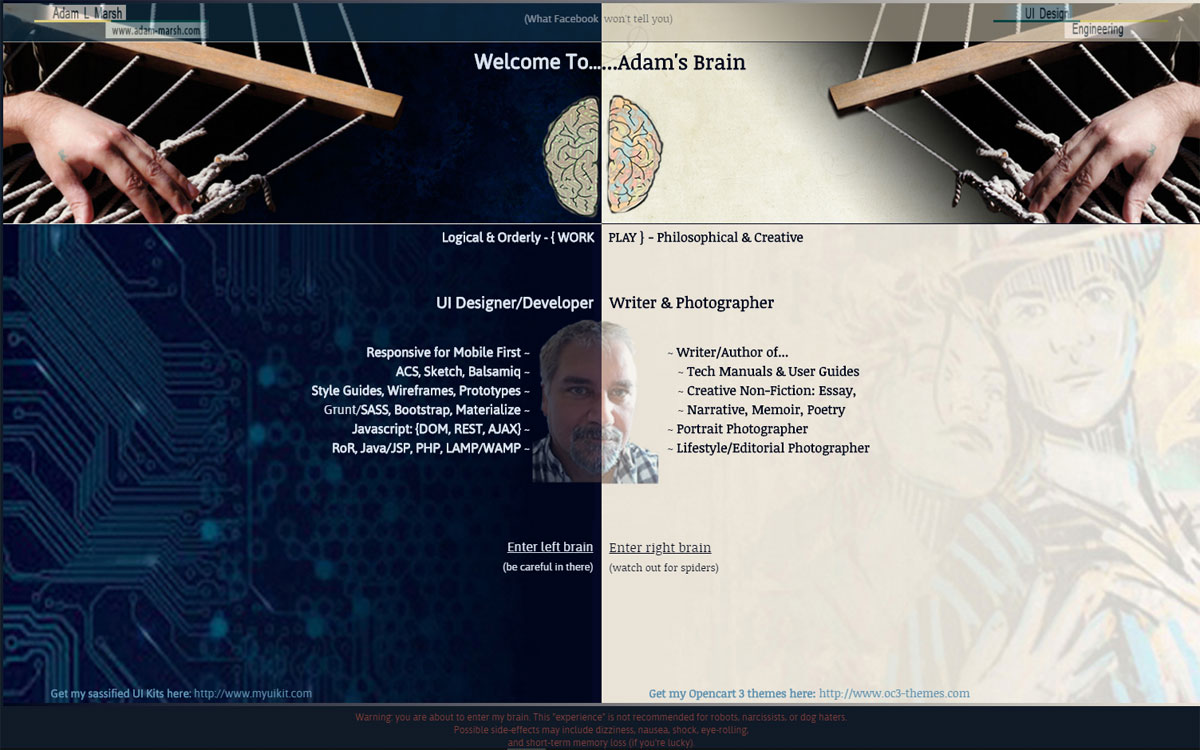 Adam L Marsh
www.adam-marsh.com
(What Facebook won't tell you)
UI Design
Engineering
Welcome To... ...Adam's Brain
Logical & Orderly - { WORK
PLAY } - Philosophical & Creative
UI Designer/Developer
Responsive for Mobile First ~
ACS, Sketch, Balsamiq ~
Style Guides, Wireframes, Prototypes ~
Grunt/SASS, Bootstrap, Materialize ~
Javascript: {DOM, REST, AJAX} ~
RoR, Java/JSP, PHP, LAMP/WAMP ~
Writer & Photographer
~ Writer/Author of...
~ Tech Manuals & User Guides
~ Creative Non-Fiction: Essay,
~ Narrative, Memoir, Poetry
~ Portrait Photographer
~ Lifestyle/Editorial Photographer
Enter left brain
(be careful in there)
Enter right brain
(watch out for spiders)
Get my sassified UI Kits here: http://www.myuikit.com
Get my Opencart 3 themes here: http://www.oc3-themes.com
Warning: you are about to enter my brain. This "experience" is not recommended for robots, narcissists, or dog haters.
Possible side-effects may include dizziness, nausea, shock, eye-rolling,
and short-term memory loss (if you're lucky).